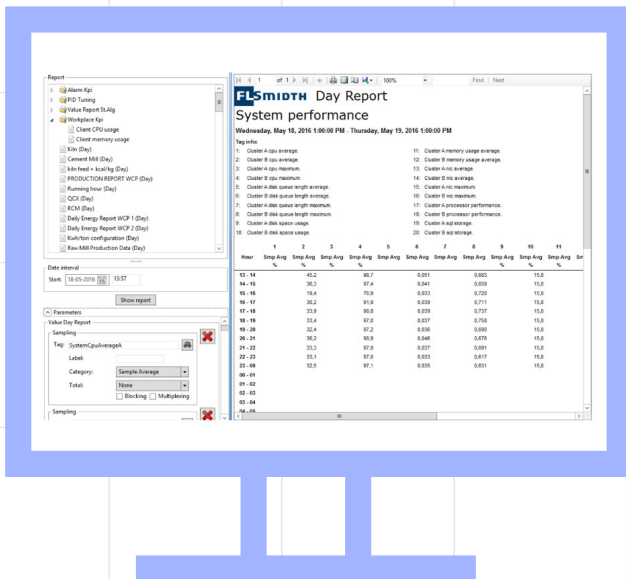 Report
Alarm Kpi
PID Tuning
Value Report St.Alg
Workplace Kpi
Client CPU usage
Client memory usage
Kiln (Day)
Cement Mill (Day)
kiln feed + kcal/kg (Day)
PRODUCTION REPORT WCP (Day)
Running hour (Day)
QCX (Day)
RCM (Day)
Daily Energy Report WCP 1 (Day)
Daily Energy Report WCP 2 (Day)
Kwh/ton configuration (Day)
Raw Mill Production Data (Day)
Date interval
Start: 18-05-2016 13:57
Show report
Parameters
Value Day Report
Sampling
Tag: SystemCpuAverageA
Label:
Category: Sample Average
Total: None
Blocking Multiplexing
Sampling
1 of 1 100% Find | Next
FLSMIDTH Day Report
System performance
Wednesday, May 18, 2016 1:00:00 PM - Thursday, May 19, 2016 1:00:00 PM
Tag info:
1: Cluster A cpu average. 11: Cluster A memory usage average.
2: Cluster B cpu average. 12: Cluster B memory usage average.
3: Cluster A cpu maximum. 13: Cluster A nic average.
4: Cluster B cpu maximum. 14: Cluster B nic average.
5: Cluster A disk queue length average. 15: Cluster A nic maximum.
6: Cluster B disk queue length average. 16: Cluster B nic maximum.
7: Cluster A disk queue length maximum. 17: Cluster A processor performance.
8: Cluster B disk queue length maximum. 18: Cluster B processor performance.
9: Cluster A disk space usage. 19: Cluster A sql storage.
10: Cluster B disk space usage. 20: Cluster B sql storage.
1 2 3 4 5 6 7 8 9 10 11
Hour Smp Avg Smp Avg Smp Avg Smp Avg Smp Avg Smp Avg Smp Avg Smp Avg Smp Avg Smp Avg Smp Avg
% % % % % % %
13 - 14 45,2 98,7 0,051 0,683 15,0
14 - 15 36,3 97,4 0,041 0,659 15,0
15 - 16 19,4 76,9 0,033 0,728 15,0
16 - 17 30,2 91,9 0,039 0,711 15,0
17 - 18 33,9 98,8 0,039 0,737 15,0
18 - 19 33,4 97,0 0,037 0,758 15,0
19 - 20 32,4 97,2 0,036 0,690 15,0
20 - 21 36,2 98,9 0,046 0,676 15,0
21 - 22 33,3 97,9 0,037 0,691 15,0
22 - 23 33,1 97,0 0,033 0,617 15,0
23 - 00 32,5 97,1 0,035 0,631 15,0
00 - 01
01 - 02
02 - 03
03 - 04
04 - 05